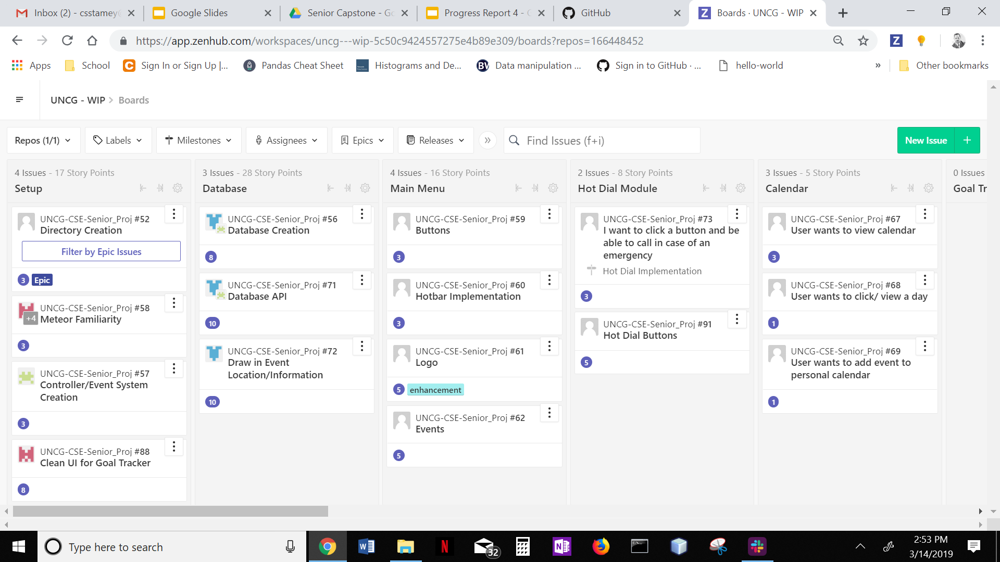 Inbox (2) - csstamey
Google Slides
Senior Capstone - Go
Progress Report 4 - G
GitHub
Boards · UNCG - WIP
https://app.zenhub.com/workspaces/uncg---wip-5c50c9424557275e4b89e309/boards?repos=166448452
Apps
School
Sign In or Sign Up |...
Pandas Cheat Sheet
Histograms and De...
Data manipulation ...
Sign in to GitHub · ...
hello-world
»
Other bookmarks
UNCG - WIP > Boards
Repos (1/1)
Labels
Milestones
Assignees
Epics
Releases
»
Find Issues (f+i)
New Issue +
4 Issues - 17 Story Points
Setup
UNCG-CSE-Senior_Proj #52
Directory Creation
Filter by Epic Issues
3 Epic
UNCG-CSE-Senior_Proj #58
+4 Meteor Familiarity
3
UNCG-CSE-Senior_Proj #57
Controller/Event System
Creation
3
UNCG-CSE-Senior_Proj #88
Clean UI for Goal Tracker
8
3 Issues - 28 Story Points
Database
UNCG-CSE-Senior_Proj #56
Database Creation
8
UNCG-CSE-Senior_Proj #71
Database API
10
UNCG-CSE-Senior_Proj #72
Draw in Event
Location/Information
10
4 Issues - 16 Story Points
Main Menu
UNCG-CSE-Senior_Proj #59
Buttons
3
UNCG-CSE-Senior_Proj #60
Hotbar Implementation
3
UNCG-CSE-Senior_Proj #61
Logo
5 enhancement
UNCG-CSE-Senior_Proj #62
Events
5
2 Issues - 8 Story Points
Hot Dial Module
UNCG-CSE-Senior_Proj #73
I want to click a button and be
able to call in case of an
emergency
Hot Dial Implementation
3
UNCG-CSE-Senior_Proj #91
Hot Dial Buttons
5
3 Issues - 5 Story Points
Calendar
UNCG-CSE-Senior_Proj #67
User wants to view calendar
3
UNCG-CSE-Senior_Proj #68
User wants to click/ view a day
1
UNCG-CSE-Senior_Proj #69
User wants to add event to
personal calendar
1
0 Issues
Goal Tr
Type here to search
32
2:53 PM
3/14/2019